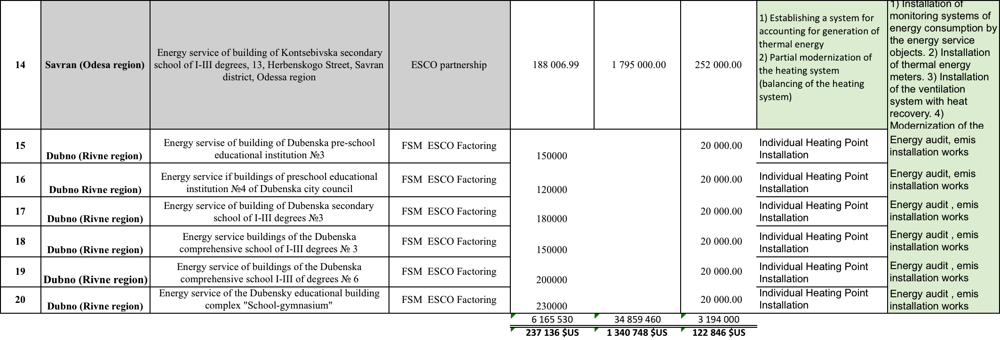 14
Savran (Odesa region)
Energy service of building of Kontsebivska secondary
school of I-III degrees, 13, Herbenskogo Street, Savran
district, Odessa region
ESCO partnership
188 006.99
1 795 000.00
252 000.00
1) Establishing a system for
accounting for generation of
thermal energy
2) Partial modernization of
the heating system
(balancing of the heating
system)
1) Installation of
monitoring systems of
energy consumption by
the energy service
objects. 2) Installation
of thermal energy
meters. 3) Installation
of the ventilation
system with heat
recovery. 4)
Modernization of the
15
Dubno (Rivne region)
Energy servise of building of Dubenska pre-school
educational institution №3
FSM ESCO Factoring
150000
20 000.00
Individual Heating Point
Installation
Energy audit, emis
installation works
16
Dubno Rivne region)
Energy service if buildings of preschool educational
institution №4 of Dubenska city council
FSM ESCO Factoring
120000
20 000.00
Individual Heating Point
Installation
Energy audit, emis
installation works
17
Dubno (Rivne region)
Energy service of building of Dubenska secondary
school of I-III degrees №3
FSM ESCO Factoring
180000
20 000.00
Individual Heating Point
Installation
Energy audit , emis
installation works
18
Dubno (Rivne region)
Energy service buildings of the Dubenska
comprehensive school of I-III degrees № 3
FSM ESCO Factoring
150000
20 000.00
Individual Heating Point
Installation
Energy audit , emis
installation works
19
Dubno (Rivne region)
Energy service of buildings of the Dubenska
comprehensive school I-III of degrees № 6
FSM ESCO Factoring
200000
20 000.00
Individual Heating Point
Installation
Energy audit , emis
installation works
20
Dubno (Rivne region)
Energy service of the Dubensky educational building
complex "School-gymnasium"
FSM ESCO Factoring
230000
20 000.00
Individual Heating Point
Installation
Energy audit , emis
installation works
6 165 530
34 859 460
3 194 000
237 136 $US
1 340 748 $US
122 846 $US